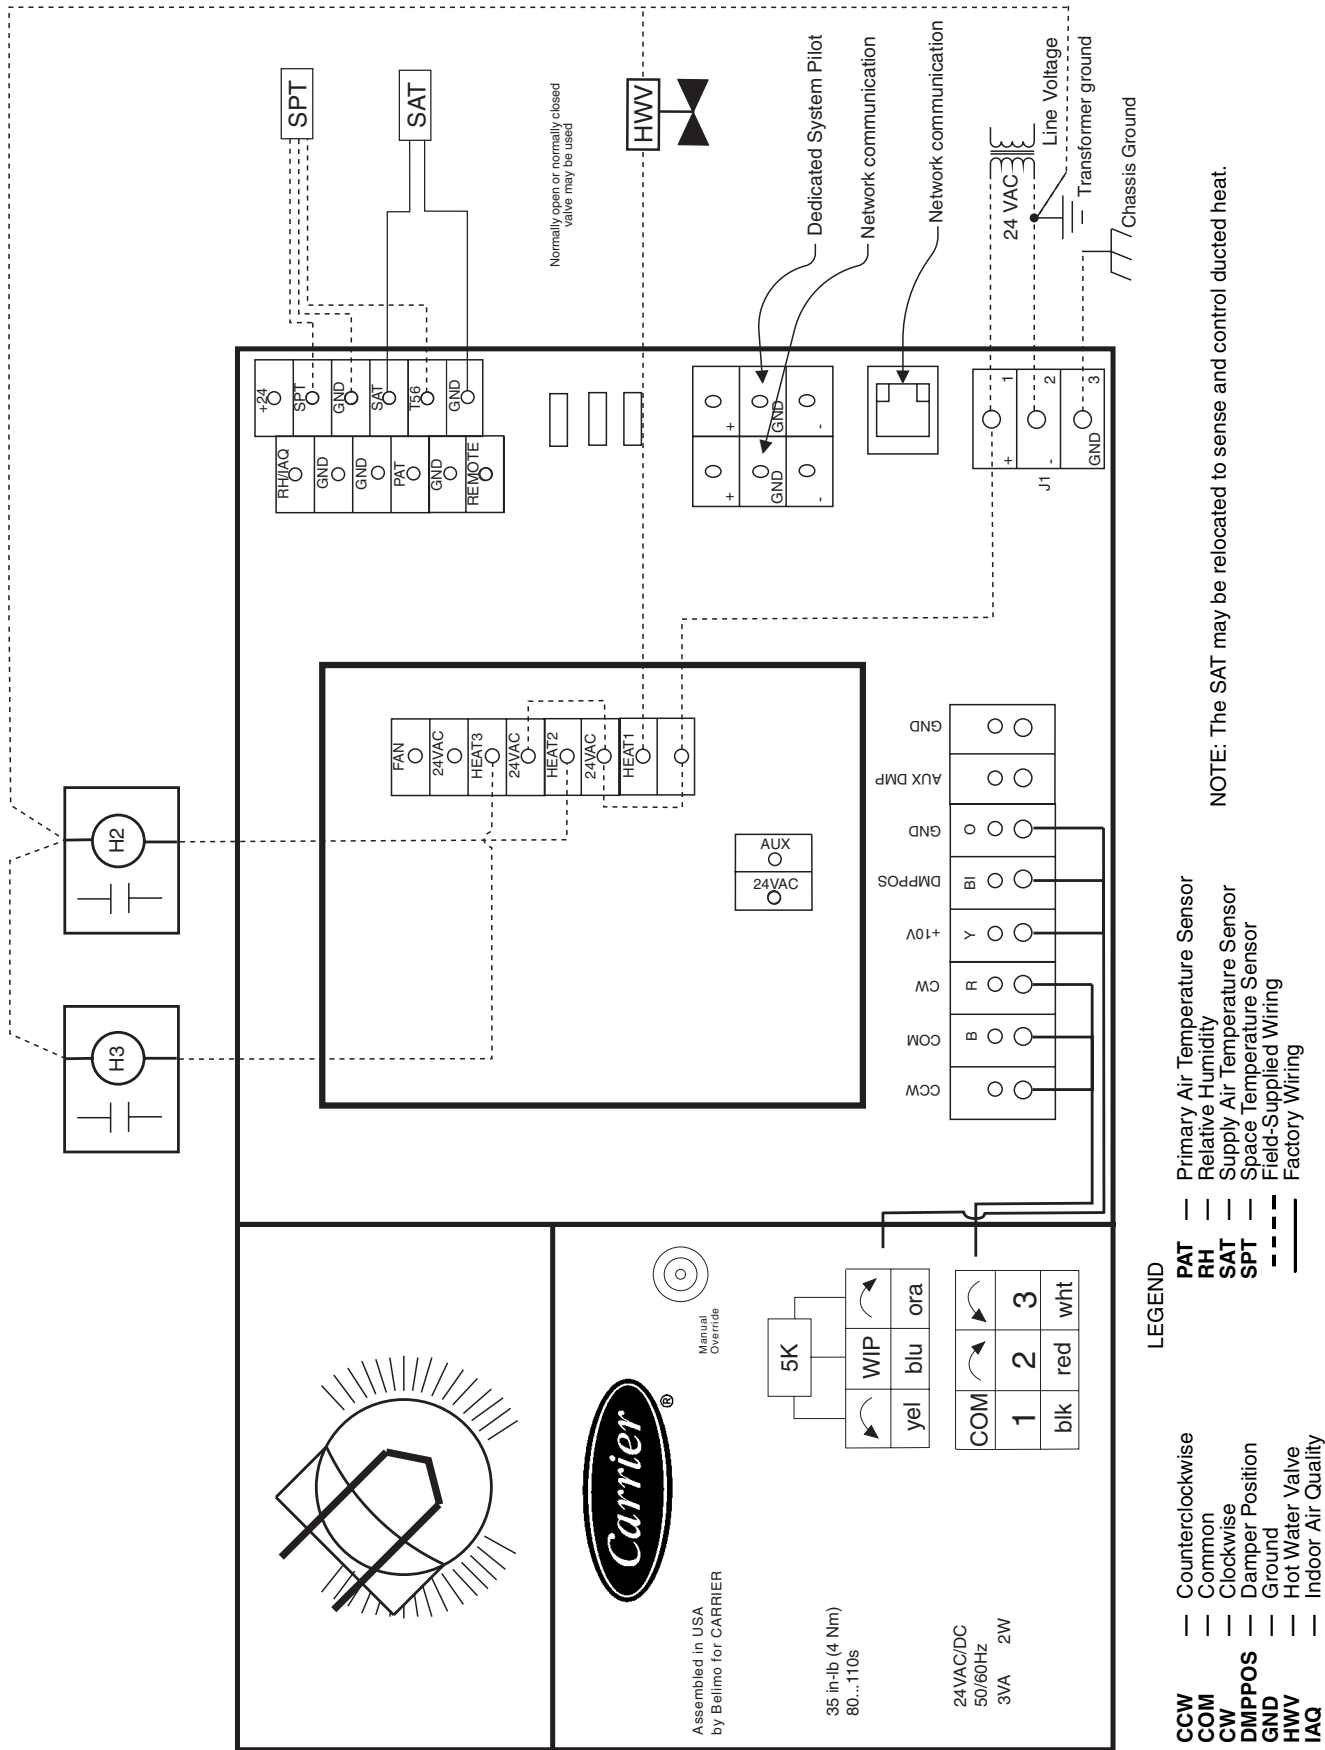 SPT
SAT
Normally open or normally closed
valve may be used
HWV
Dedicated System Pilot
Network communication
Network communication
24 VAC
Line Voltage
Transformer ground
Chassis Ground
+24
SPT
GND
SAT
T56
GND
RH/IAQ
GND
GND
PAT
GND
REMOTE
+
GND
-
+
GND
-
1
2
3
+
-
GND
J1
H2
H3
FAN
24VAC
HEAT3
24VAC
HEAT2
24VAC
HEAT1
AUX
24VAC
GND
AUX DMP
GND
DMPPOS
+10V
CW
COM
CCW
O
BI
Y
R
B
Manual
Override
Carrier
®
5K
WIP
yel
blu
ora
COM
1
2
3
blk
red
wht
Assembled in USA
by Belimo for CARRIER
35 in-lb (4 Nm)
80...110s
24VAC/DC
50/60Hz
3VA 2W
LEGEND
CCW — Counterclockwise
COM — Common
CW — Clockwise
DMPPOS — Damper Position
GND — Ground
HWV — Hot Water Valve
IAQ — Indoor Air Quality
PAT — Primary Air Temperature Sensor
RH — Relative Humidity
SAT — Supply Air Temperature Sensor
SPT — Space Temperature Sensor
Field-Supplied Wiring
Factory Wiring
NOTE: The SAT may be relocated to sense and control ducted heat.